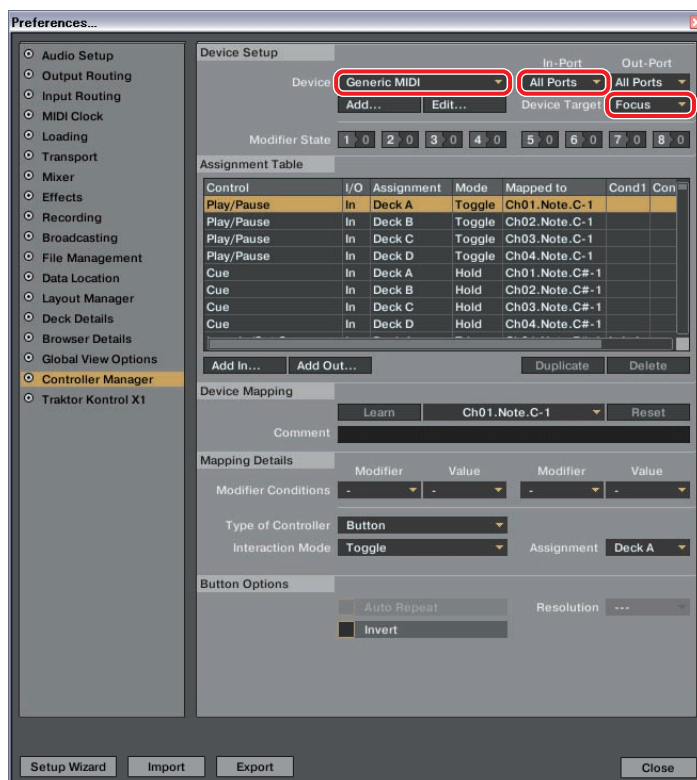 Preferences...
Audio Setup
Output Routing
Input Routing
MIDI Clock
Loading
Transport
Mixer
Effects
Recording
Broadcasting
File Management
Data Location
Layout Manager
Deck Details
Browser Details
Global View Options
Controller Manager
Traktor Kontrol X1
Device Setup
In-Port Out-Port
Device Generic MIDI All Ports All Ports
Add... Edit... Device Target Focus
Modifier State 1 0 2 0 3 0 4 0 5 0 6 0 7 0 8 0
Assignment Table
Control I/O Assignment Mode Mapped to Cond1 Con
Play/Pause In Deck A Toggle Ch01.Note.C-1
Play/Pause In Deck B Toggle Ch02.Note.C-1
Play/Pause In Deck C Toggle Ch03.Note.C-1
Play/Pause In Deck D Toggle Ch04.Note.C-1
Cue In Deck A Hold Ch01.Note.C#-1
Cue In Deck B Hold Ch02.Note.C#-1
Cue In Deck C Hold Ch03.Note.C#-1
Cue In Deck D Hold Ch04.Note.C#-1
Add In... Add Out... Duplicate Delete
Device Mapping
Learn Ch01.Note.C-1 Reset
Comment
Mapping Details
Modifier Value Modifier Value
Modifier Conditions - - - -
Type of Controller Button
Interaction Mode Toggle Assignment Deck A
Button Options
Auto Repeat Resolution ---
Invert
Setup Wizard Import Export Close